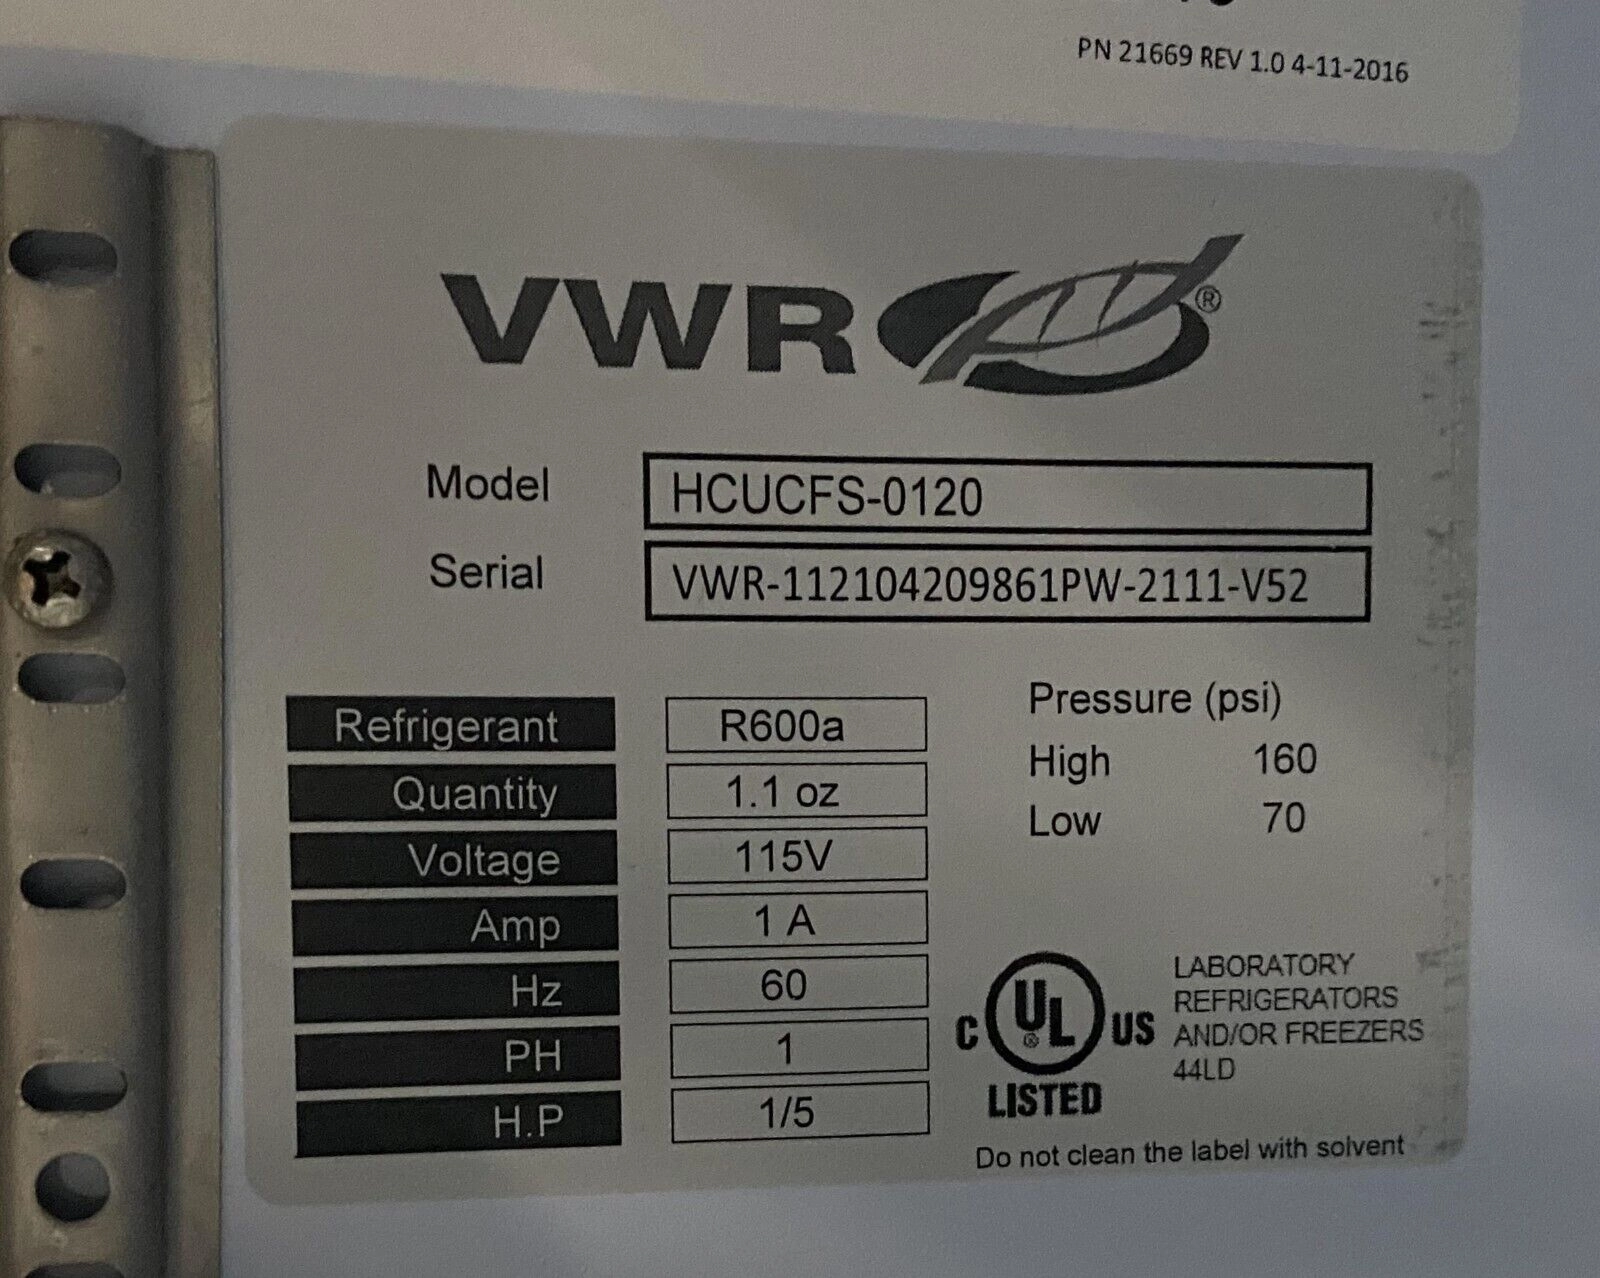 PN 21669 REV 1.0 4-11-2016
VWR ®
Model HCUCFS-0120
Serial VWR-112104209861PW-2111-V52
Refrigerant R600a
Quantity 1.1 oz
Voltage 115V
Amp 1 A
Hz 60
PH 1
H.P 1/5
Pressure (psi)
High 160
Low 70
C UL ® US
LISTED
LABORATORY
REFRIGERATORS
AND/OR FREEZERS
44LD
Do not clean the label with solvent